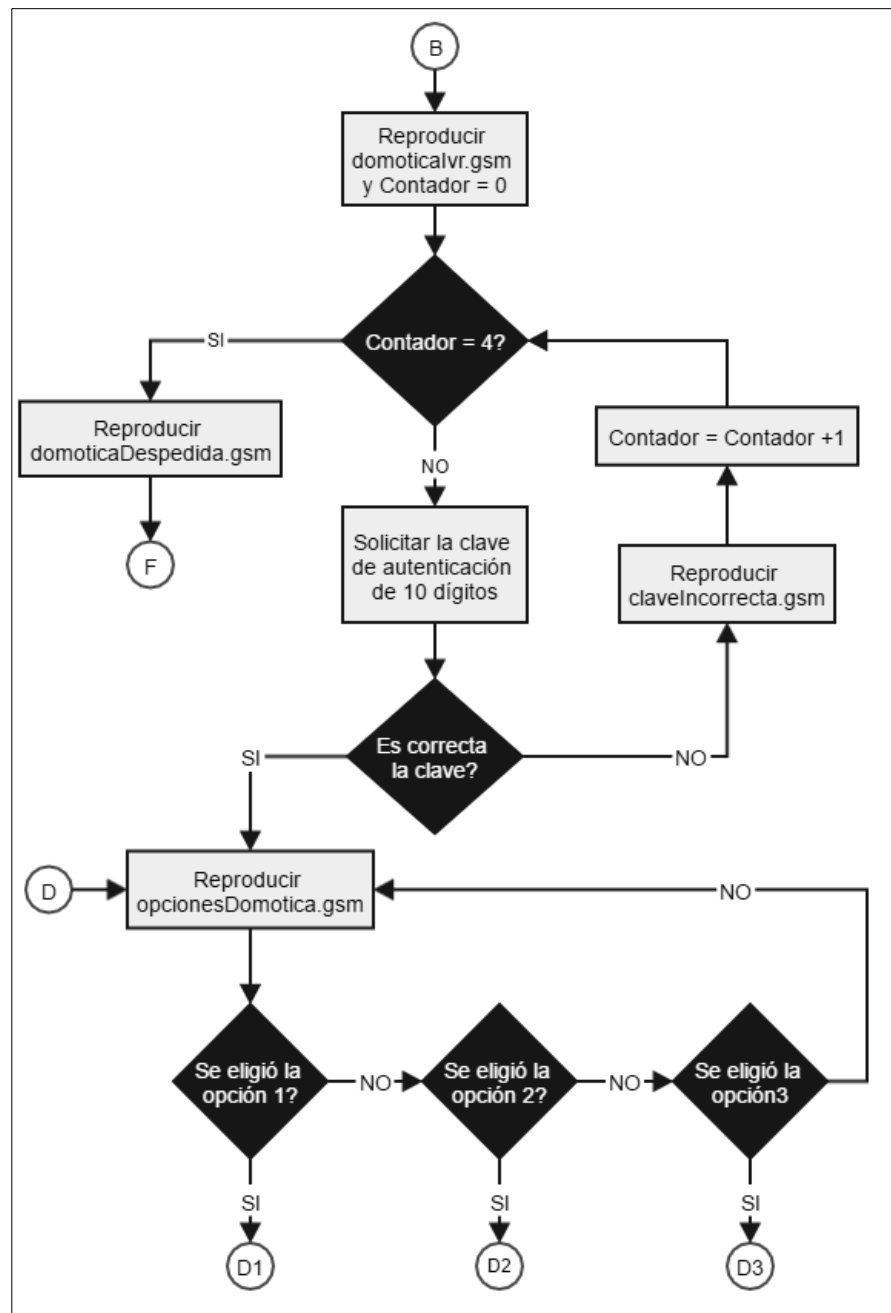 B
Reproducir
domoticaIvr.gsm
y Contador = 0
Contador = 4?
SI
NO
Reproducir
domoticaDespedida.gsm
F
Contador = Contador +1
Solicitar la clave
de autenticación
de 10 dígitos
Reproducir
claveIncorrecta.gsm
Es correcta
la clave?
SI
NO
D
Reproducir
opcionesDomotica.gsm
NO
Se eligió la
opción 1?
NO
Se eligió la
opción 2?
NO
Se eligió la
opción3
SI
SI
SI
D1
D2
D3